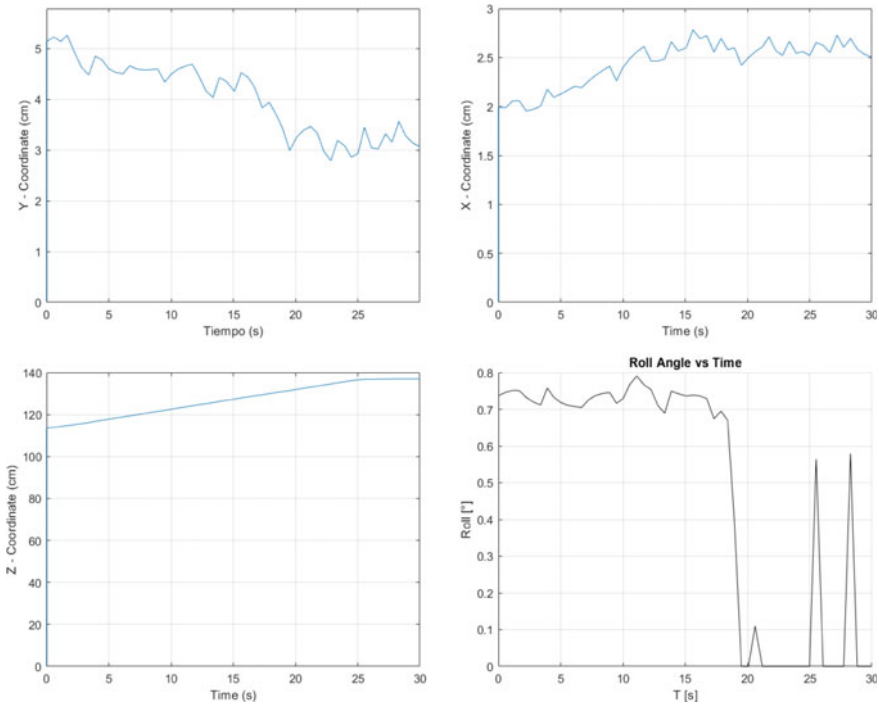 5
4
3
2
1
0
0 5 10 15 20 25 30
Y - Coordinate (cm)
Tiempo (s)
3
2.5
2
1.5
1
0.5
0
0 5 10 15 20 25 30
X - Coordinate (cm)
Time (s)
140
120
100
80
60
40
20
0
0 5 10 15 20 25 30
Z - Coordinate (cm)
Time (s)
Roll Angle vs Time
0.8
0.7
0.6
0.5
0.4
0.3
0.2
0.1
0
0 5 10 15 20 25 30
Roll [°]
T [s]